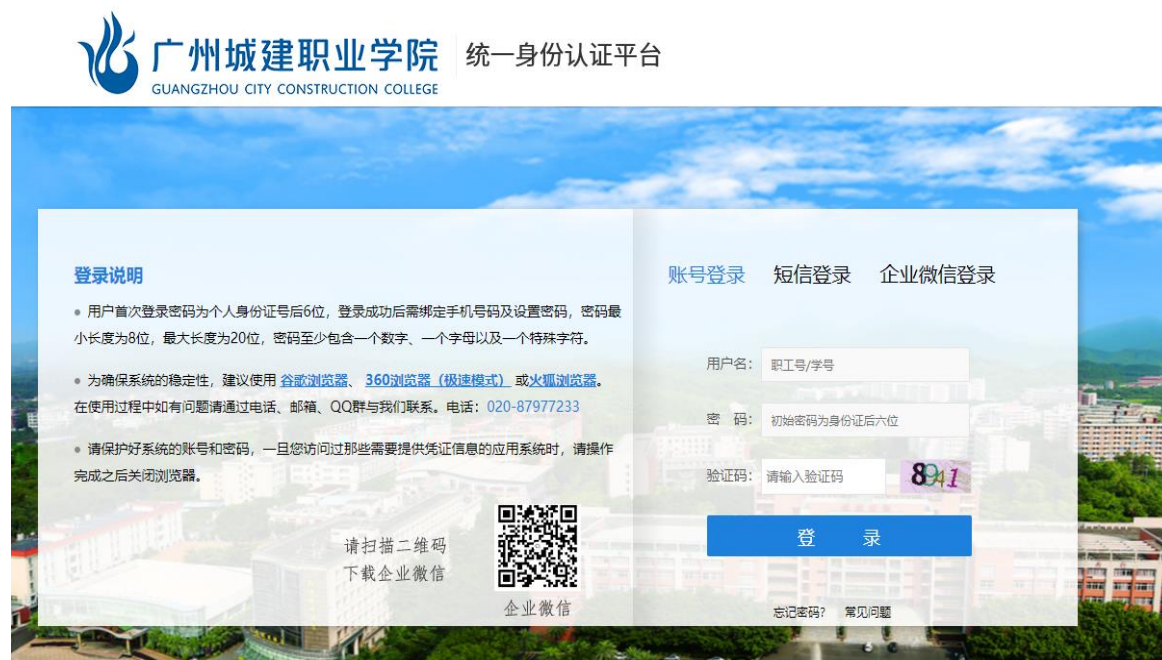 广州城建职业学院
GUANGZHOU CITY CONSTRUCTION COLLEGE
统一身份认证平台
登录说明
• 用户首次登录密码为个人身份证号后6位，登录成功后需绑定手机号码及设置密码，密码最
小长度为8位，最大长度为20位，密码至少包含一个数字、一个字母以及一个特殊字符。
• 为确保系统的稳定性，建议使用 谷歌浏览器、 360浏览器（极速模式） 或火狐浏览器。
在使用过程中如有问题请通过电话、邮箱、QQ群与我们联系。电话：020-87977233
• 请保护好系统的账号和密码，一旦您访问过那些需要提供凭证信息的应用系统时，请操作
完成之后关闭浏览器。
请扫描二维码
下载企业微信
企业微信
账号登录 短信登录 企业微信登录
用户名： 职工号/学号
密 码： 初始密码为身份证后六位
验证码： 请输入验证码 8941
登 录
忘记密码? 常见问题